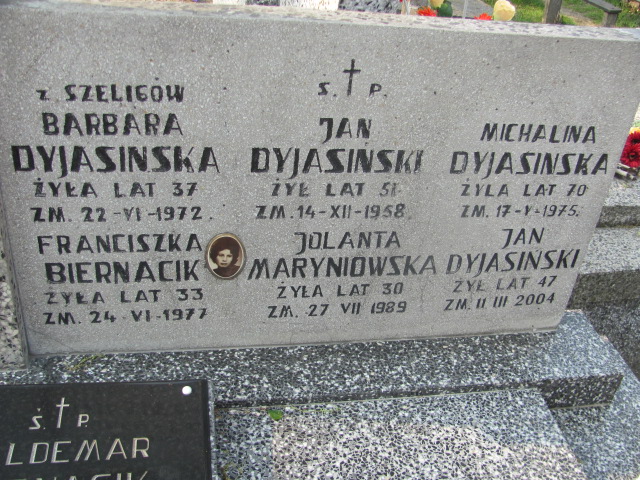 Z SZELIGÓW
BARBARA
DYJASIŃSKA
ŻYŁA LAT 37
ZM. 22-VI-1972.
Ś. P.
JAN
DYJASIŃSKI
ŻYŁ LAT 51
ZM. 14-XII-1958.
MICHALINA
DYJASIŃSKA
ŻYŁA LAT 70
ZM. 17-V-1975.
FRANCISZKA
BIERNACIK
ŻYŁA LAT 33
ZM. 24-VI-1977
JOLANTA
MARYNIOWSKA
ŻYŁA LAT 30
ZM. 27 VII 1989
JAN
DYJASIŃSKI
ŻYŁ LAT 47
ZM. 11 III 2004
Ś. P.
LDEMAR